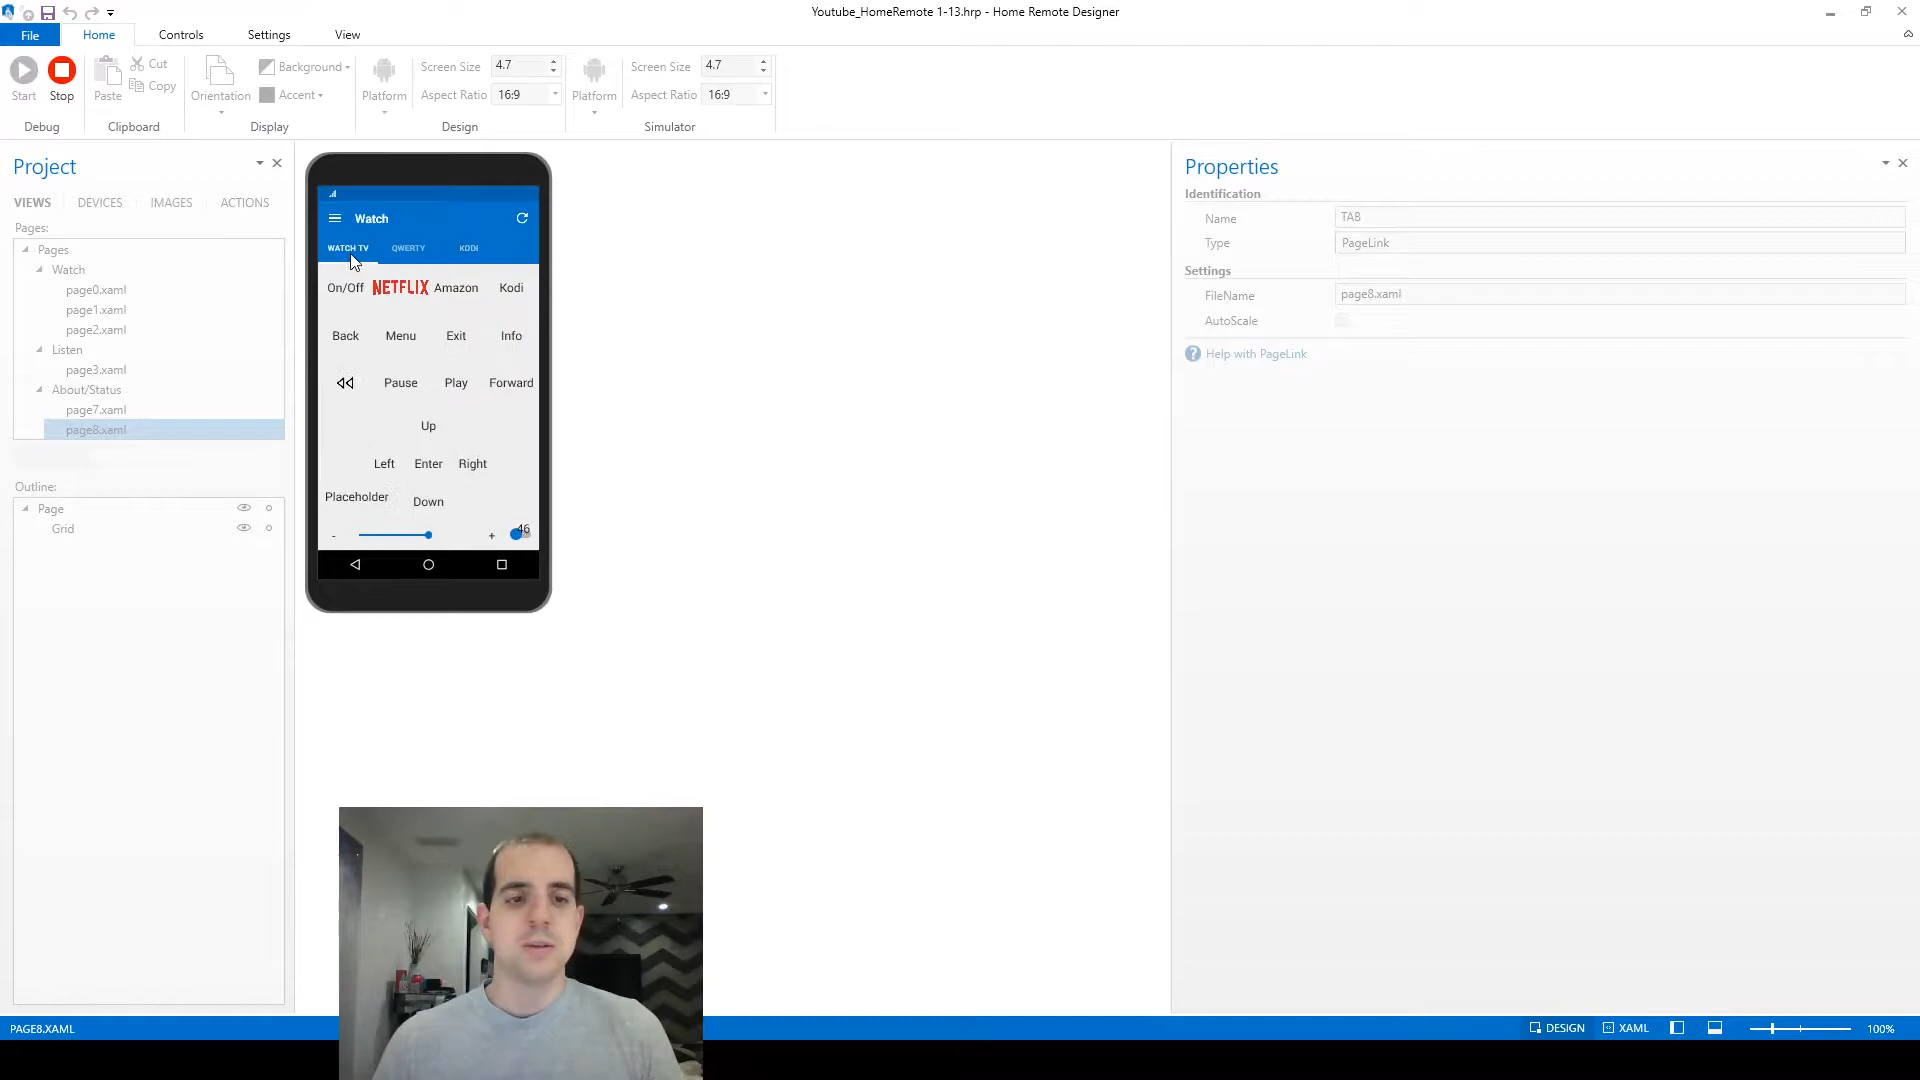 Youtube_HomeRemote 1-13.hrp - Home Remote Designer
File Home Controls Settings View
Start Stop Paste Cut Copy Orientation Background Accent Platform Screen Size 4.7 Aspect Ratio 16:9 Platform Screen Size 4.7 Aspect Ratio 16:9
Debug Clipboard Display Design Simulator
Project
VIEWS DEVICES IMAGES ACTIONS
Pages:
Pages
Watch
page0.xaml
page1.xaml
page2.xaml
Listen
page3.xaml
About/Status
page7.xaml
page8.xaml
Outline:
Page
Grid
Watch
WATCH TV QWERTY KODI
On/Off NETFLIX Amazon Kodi
Back Menu Exit Info
Pause Play Forward
Up
Left Enter Right
Placeholder Down
- + 46
Properties
Identification
Name TAB
Type PageLink
Settings
FileName page8.xaml
AutoScale
Help with PageLink
PAGE8.XAML DESIGN XAML 100%